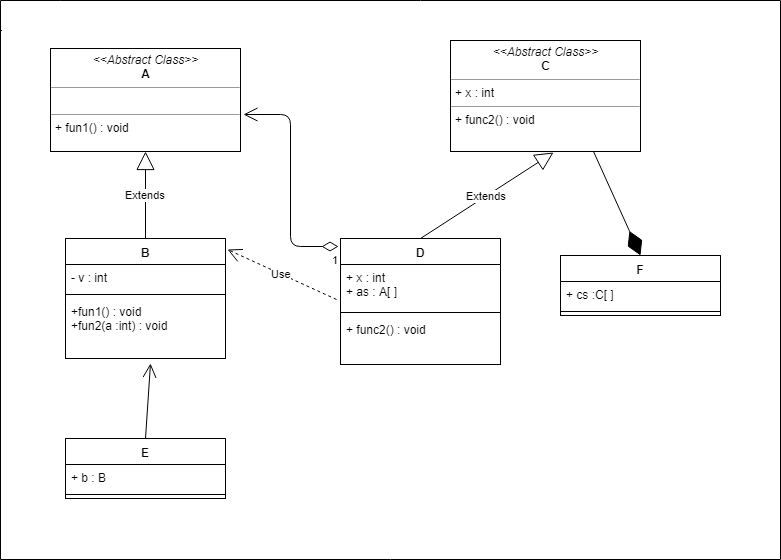 <<Abstract Class>>
A
+ fun1() : void
<<Abstract Class>>
C
+ x : int
+ func2() : void
Extends
Extends
B
- v : int
+fun1() : void
+fun2(a :int) : void
Use
1
D
+ x : int
+ as : A[ ]
+ func2() : void
F
+ cs :C[ ]
E
+ b : B